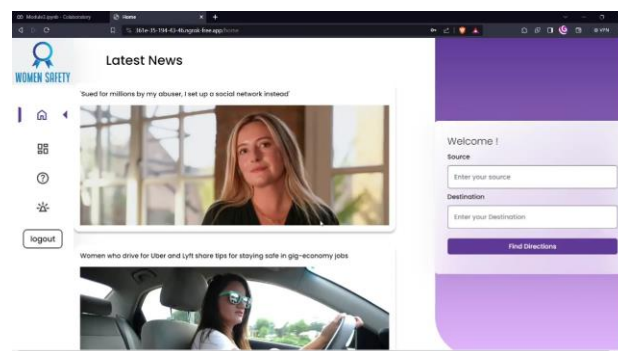 Module2.ipynb - Colaboratory
Home
365e-35-194-43-46.ngrok-free.app/home
VPN
WOMEN SAFETY
Latest News
'Sued for millions by my abuser, I set up a social network instead'
Women who drive for Uber and Lyft share tips for staying safe in gig-economy jobs
logout
Welcome !
Source
Enter your source
Destination
Enter your Destination
Find Directions